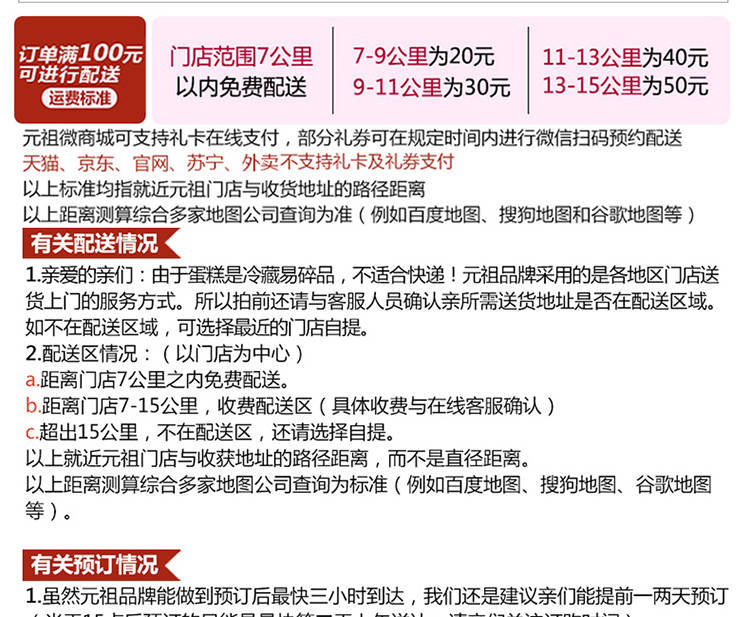 订单满100元
可进行配送
运费标准
门店范围7公里
以内免费配送
7-9公里为20元
9-11公里为30元
11-13公里为40元
13-15公里为50元
元祖微商城可支持礼卡在线支付，部分礼券可在规定时间内进行微信扫码预约配送
天猫、京东、官网、苏宁、外卖不支持礼卡及礼券支付
以上标准均指就近元祖门店与收货地址的路径距离
以上距离测算综合多家地图公司查询为准（例如百度地图、搜狗地图和谷歌地图等）
有关配送情况
1.亲爱的亲们：由于蛋糕是冷藏易碎品，不适合快递！元祖品牌采用的是各地区门店送
货上门的服务方式。所以拍前还请与客服人员确认亲所需送货地址是否在配送区域。
如不在配送区域，可选择最近的门店自提。
2.配送区情况：（以门店为中心）
a.距离门店7公里之内免费配送。
b.距离门店7-15公里，收费配送区（具体收费与在线客服确认）
c.超出15公里，不在配送区，还请选择自提。
以上就近元祖门店与收获地址的路径距离，而不是直径距离。
以上距离测算综合多家地图公司查询为标准（例如百度地图、搜狗地图、谷歌地图
等）。
有关预订情况
1.虽然元祖品牌能做到预订后最快三小时到达，我们还是建议亲们能提前一两天预订